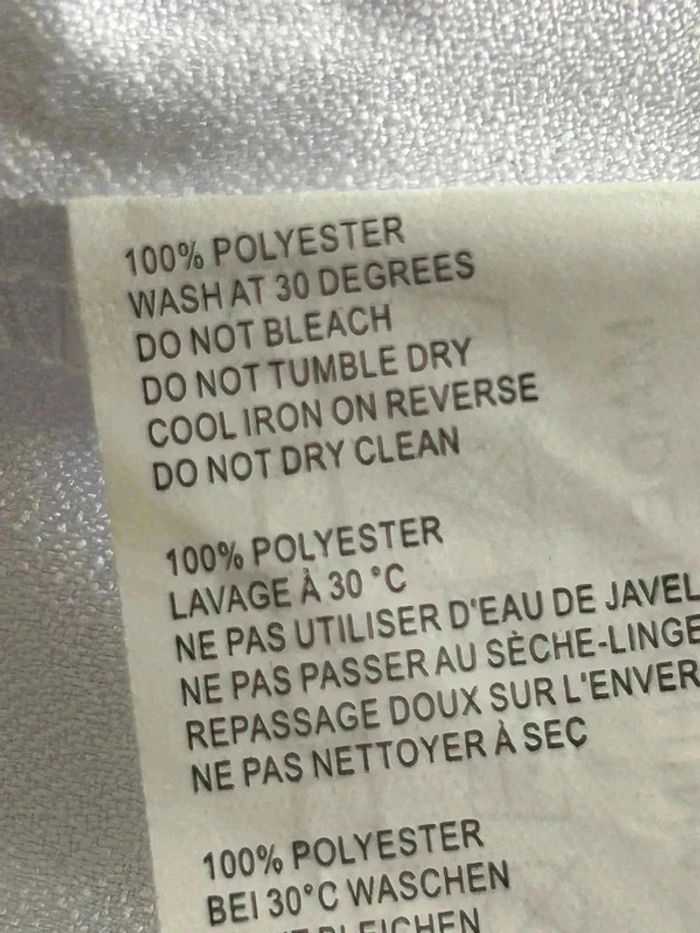 100% POLYESTER
WASH AT 30 DEGREES
DO NOT BLEACH
DO NOT TUMBLE DRY
COOL IRON ON REVERSE
DO NOT DRY CLEAN
100% POLYESTER
LAVAGE À 30 °C
NE PAS UTILISER D'EAU DE JAVEL
NE PAS PASSER AU SÈCHE-LINGE
REPASSAGE DOUX SUR L'ENVER
NE PAS NETTOYER À SEÇ
100% POLYESTER
BEI 30°C WASCHEN
BLEICHEN